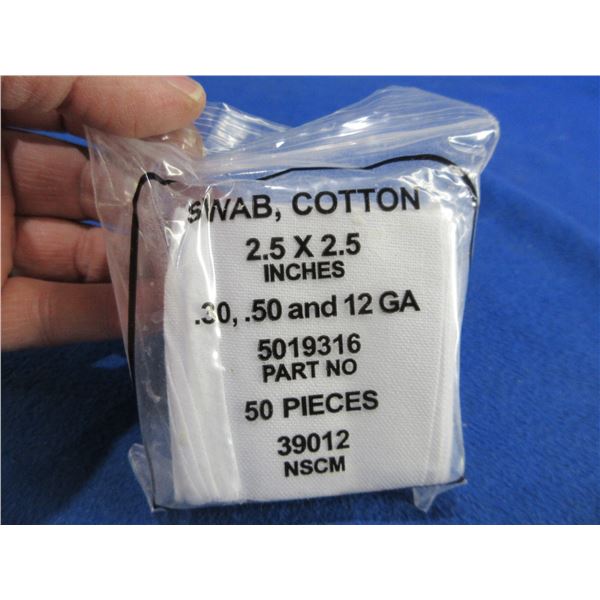 SWAB, COTTON
2.5 X 2.5
INCHES
.30, .50 and 12 GA
5019316
PART NO
50 PIECES
39012
NSCM